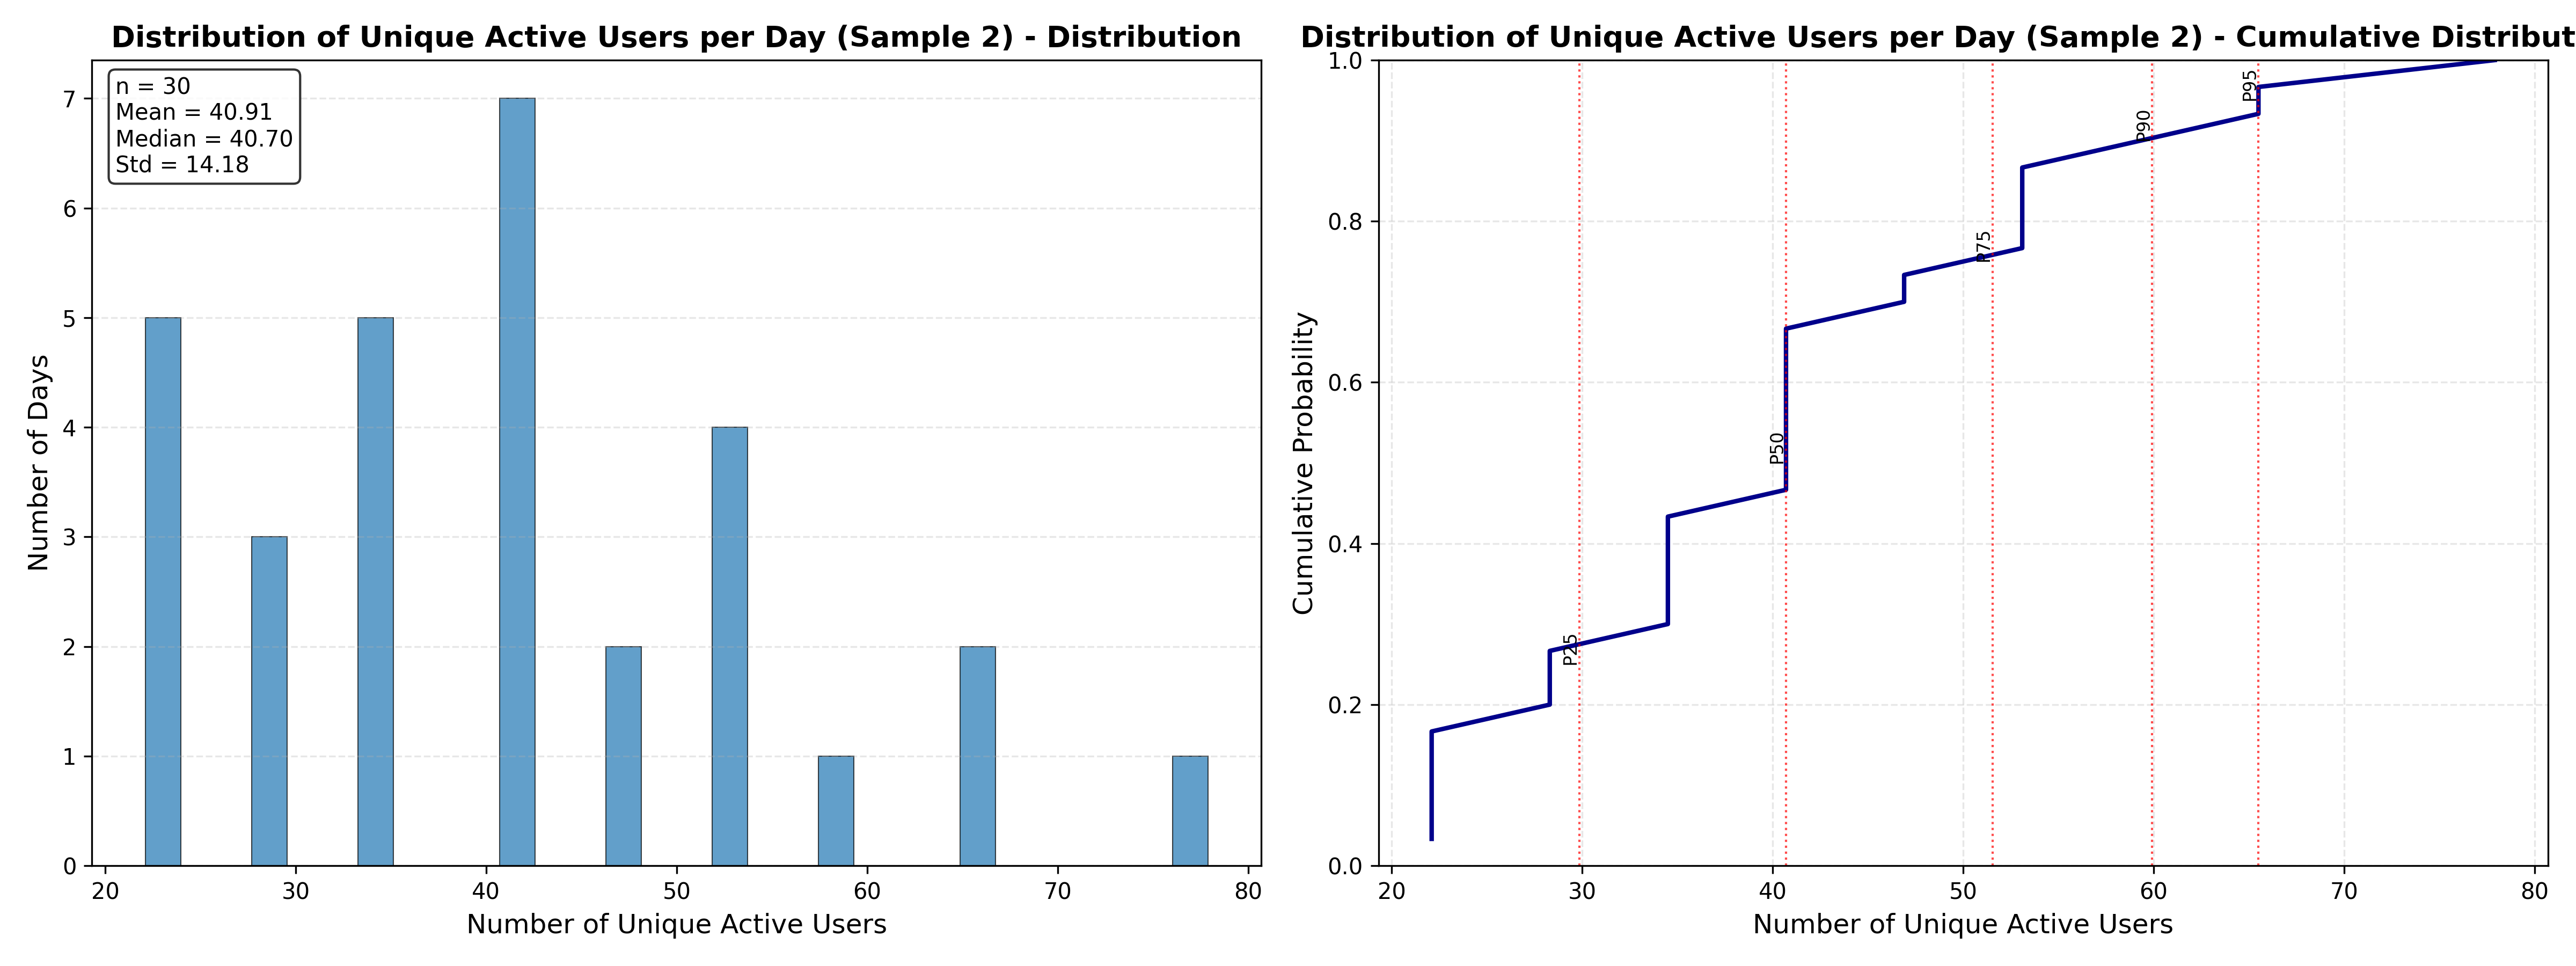 Distribution of Unique Active Users per Day (Sample 2) - Distribution
n = 30
Mean = 40.91
Median = 40.70
Std = 14.18
Number of Days
7
6
5
4
3
2
1
0
20 30 40 50 60 70 80
Number of Unique Active Users
Distribution of Unique Active Users per Day (Sample 2) - Cumulative Distribut
Cumulative Probability
1.0
0.8
0.6
0.4
0.2
0.0
P25
P50
P75
P90
P95
20 30 40 50 60 70 80
Number of Unique Active Users